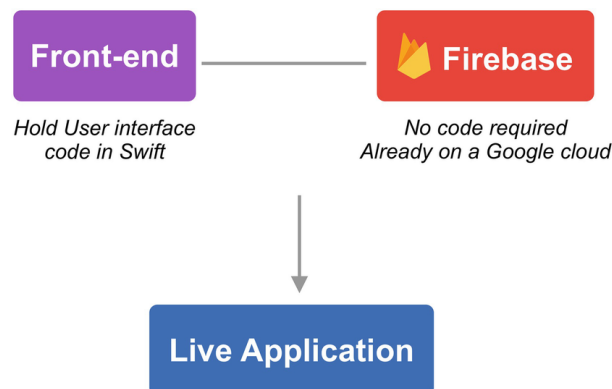 Front-end
Firebase
Hold User interface
code in Swift
No code required
Already on a Google cloud
Live Application